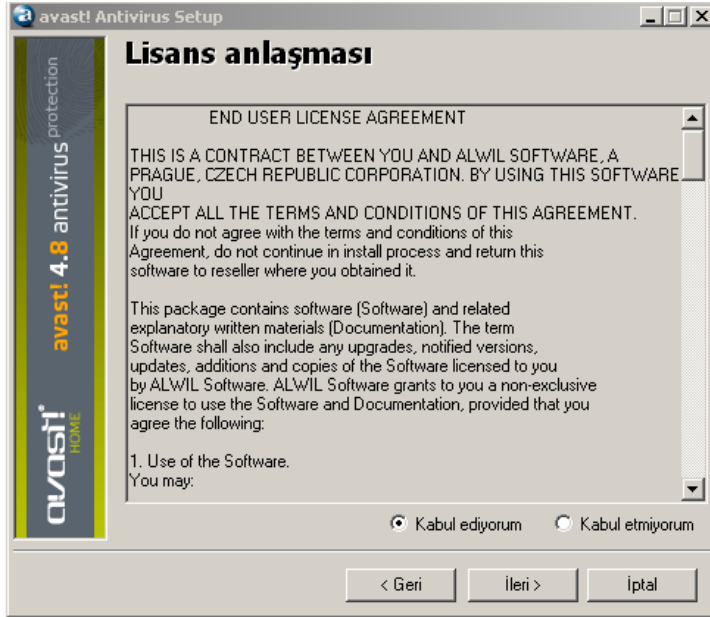 avast! Antivirus Setup
Lisans anlaşması
avast! 4.8 antivirus protection
avast!
HOME
END USER LICENSE AGREEMENT
THIS IS A CONTRACT BETWEEN YOU AND ALWIL SOFTWARE, A
PRAGUE, CZECH REPUBLIC CORPORATION. BY USING THIS SOFTWARE
YOU
ACCEPT ALL THE TERMS AND CONDITIONS OF THIS AGREEMENT.
If you do not agree with the terms and conditions of this
Agreement, do not continue in install process and return this
software to reseller where you obtained it.
This package contains software (Software) and related
explanatory written materials (Documentation). The term
Software shall also include any upgrades, notified versions,
updates, additions and copies of the Software licensed to you
by ALWIL Software. ALWIL Software grants to you a non-exclusive
license to use the Software and Documentation, provided that you
agree the following:
1. Use of the Software.
You may:
Kabul ediyorum Kabul etmiyorum
< Geri İleri > İptal